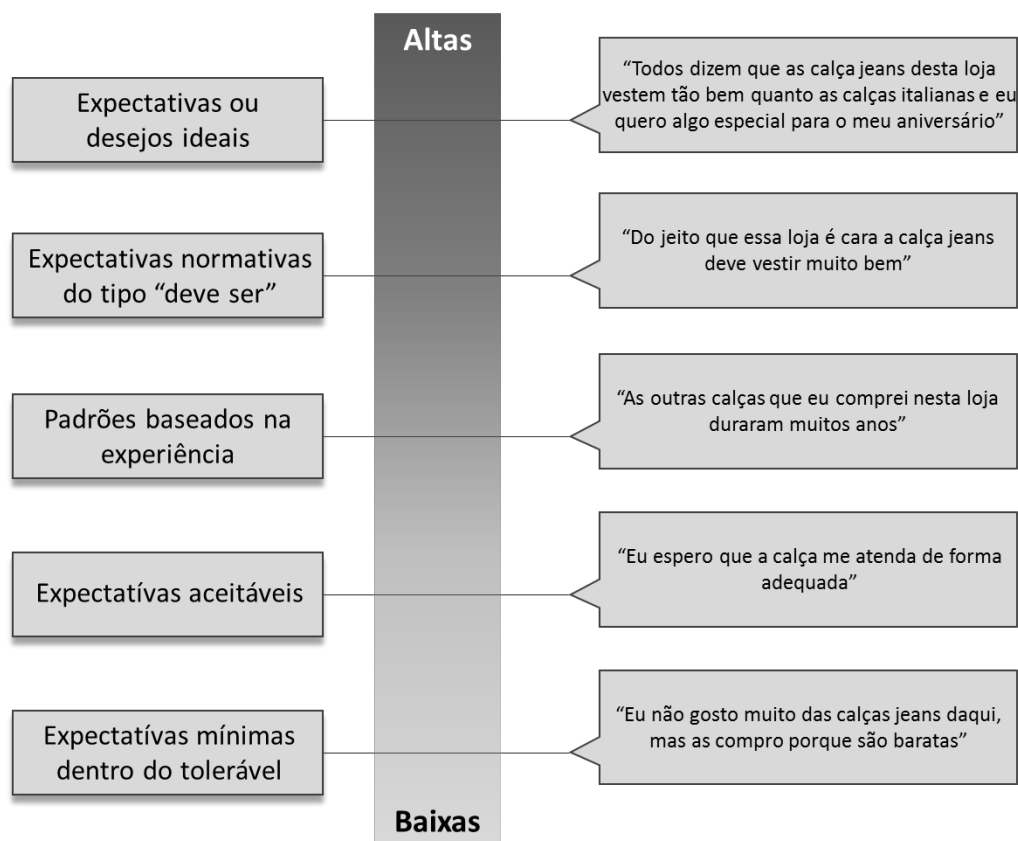 Altas
Expectativas ou
desejos ideais
“Todos dizem que as calça jeans desta loja
vestem tão bem quanto as calças italianas e eu
quero algo especial para o meu aniversário”
Expectativas normativas
do tipo “deve ser”
“Do jeito que essa loja é cara a calça jeans
deve vestir muito bem”
Padrões baseados na
experiência
“As outras calças que eu comprei nesta loja
duraram muitos anos”
Expectatívas aceitáveis
“Eu espero que a calça me atenda de forma
adequada”
Expectatívas mínimas
dentro do tolerável
“Eu não gosto muito das calças jeans daqui,
mas as compro porque são baratas”
Baixas